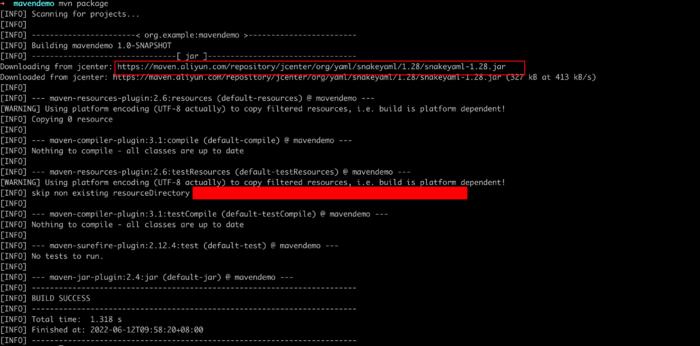 → mavendemo mvn package
[INFO] Scanning for projects...
[INFO]
[INFO] ----------------------< org.example:mavendemo >-----------------------
[INFO] Building mavendemo 1.0-SNAPSHOT
[INFO] --------------------------------[ jar ]---------------------------------
Downloading from jcenter: https://maven.aliyun.com/repository/jcenter/org/yaml/snakeyaml/1.28/snakeyaml-1.28.jar
Downloaded from jcenter: https://maven.aliyun.com/repository/jcenter/org/yaml/snakeyaml/1.28/snakeyaml-1.28.jar (327 kB at 413 kB/s)
[INFO]
[INFO] --- maven-resources-plugin:2.6:resources (default-resources) @ mavendemo ---
[WARNING] Using platform encoding (UTF-8 actually) to copy filtered resources, i.e. build is platform dependent!
[INFO] Copying 0 resource
[INFO]
[INFO] --- maven-compiler-plugin:3.1:compile (default-compile) @ mavendemo ---
[INFO] Nothing to compile - all classes are up to date
[INFO]
[INFO] --- maven-resources-plugin:2.6:testResources (default-testResources) @ mavendemo ---
[WARNING] Using platform encoding (UTF-8 actually) to copy filtered resources, i.e. build is platform dependent!
[INFO] skip non existing resourceDirectory
[INFO]
[INFO] --- maven-compiler-plugin:3.1:testCompile (default-testCompile) @ mavendemo ---
[INFO] Nothing to compile - all classes are up to date
[INFO]
[INFO] --- maven-surefire-plugin:2.12.4:test (default-test) @ mavendemo ---
[INFO] No tests to run.
[INFO]
[INFO] --- maven-jar-plugin:2.4:jar (default-jar) @ mavendemo ---
[INFO] ------------------------------------------------------------------------
[INFO] BUILD SUCCESS
[INFO] ------------------------------------------------------------------------
[INFO] Total time:  1.318 s
[INFO] Finished at: 2022-06-12T09:58:20+08:00
[INFO] ------------------------------------------------------------------------